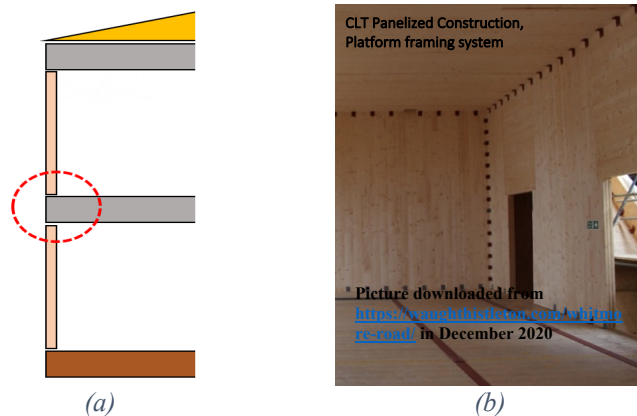 CLT Panelized Construction,
Platform framing system
Picture downloaded from
https://waughthistleton.com/whitmo
re-road/ in December 2020
(a)
(b)